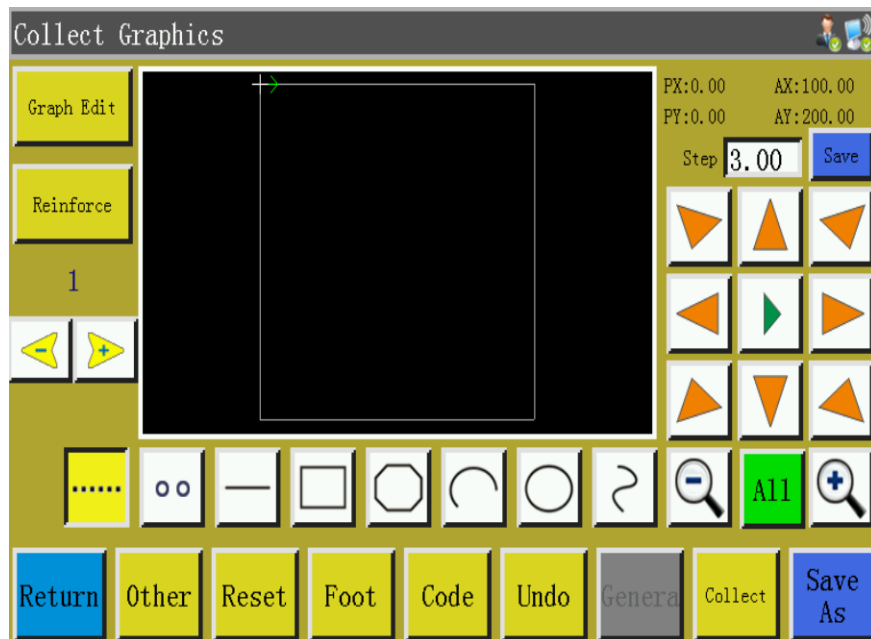 Collect Graphics
Graph Edit
PX:0.00 AX:100.00
PY:0.00 AY:200.00
Step 3.00 Save
Reinforce
1
- +
All
Return Other Reset Foot Code Undo Genera Collect Save As